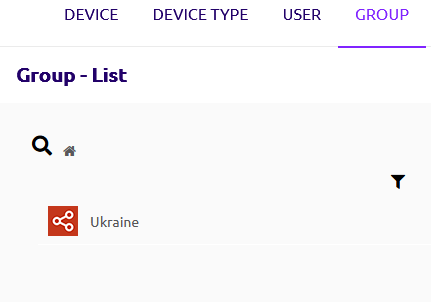 DEVICE DEVICE TYPE USER GROUP
Group - List
Ukraine